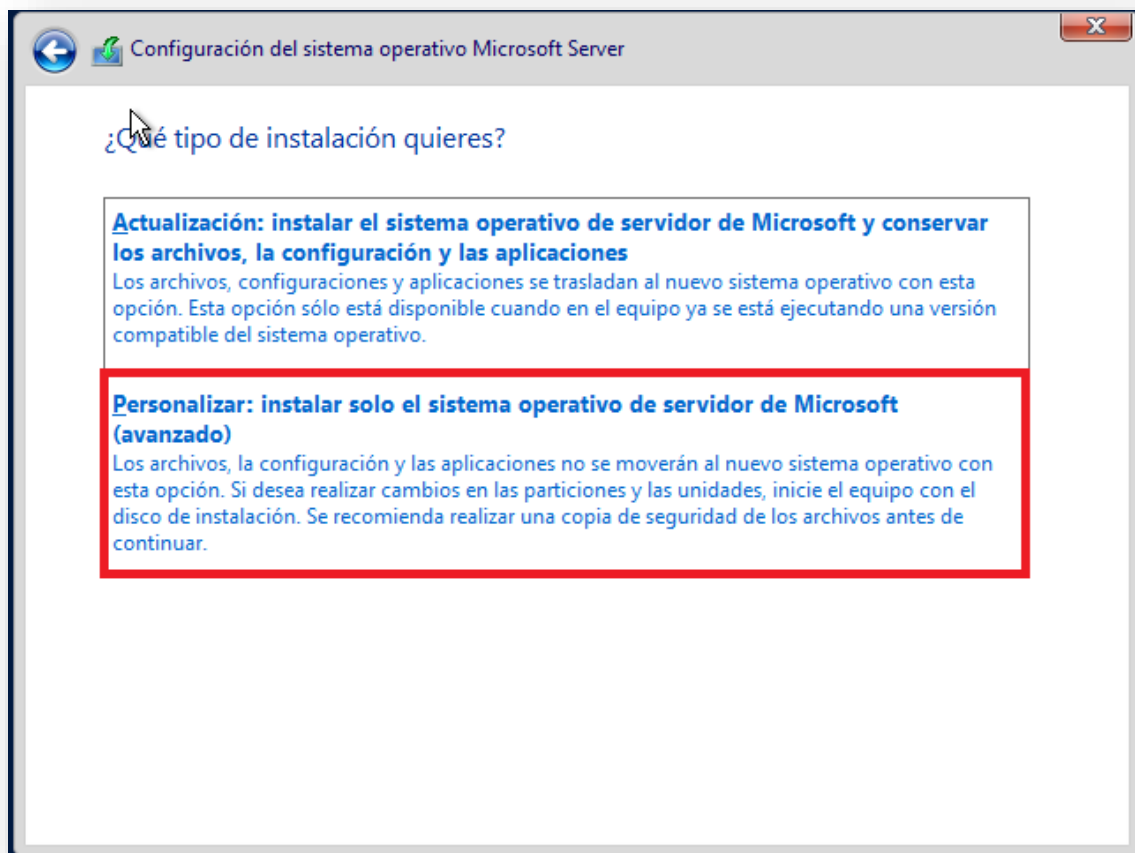 Configuración del sistema operativo Microsoft Server
¿Qué tipo de instalación quieres?
Actualización: instalar el sistema operativo de servidor de Microsoft y conservar
los archivos, la configuración y las aplicaciones
Los archivos, configuraciones y aplicaciones se trasladan al nuevo sistema operativo con esta
opción. Esta opción sólo está disponible cuando en el equipo ya se está ejecutando una versión
compatible del sistema operativo.
Personalizar: instalar solo el sistema operativo de servidor de Microsoft
(avanzado)
Los archivos, la configuración y las aplicaciones no se moverán al nuevo sistema operativo con
esta opción. Si desea realizar cambios en las particiones y las unidades, inicie el equipo con el
disco de instalación. Se recomienda realizar una copia de seguridad de los archivos antes de
continuar.